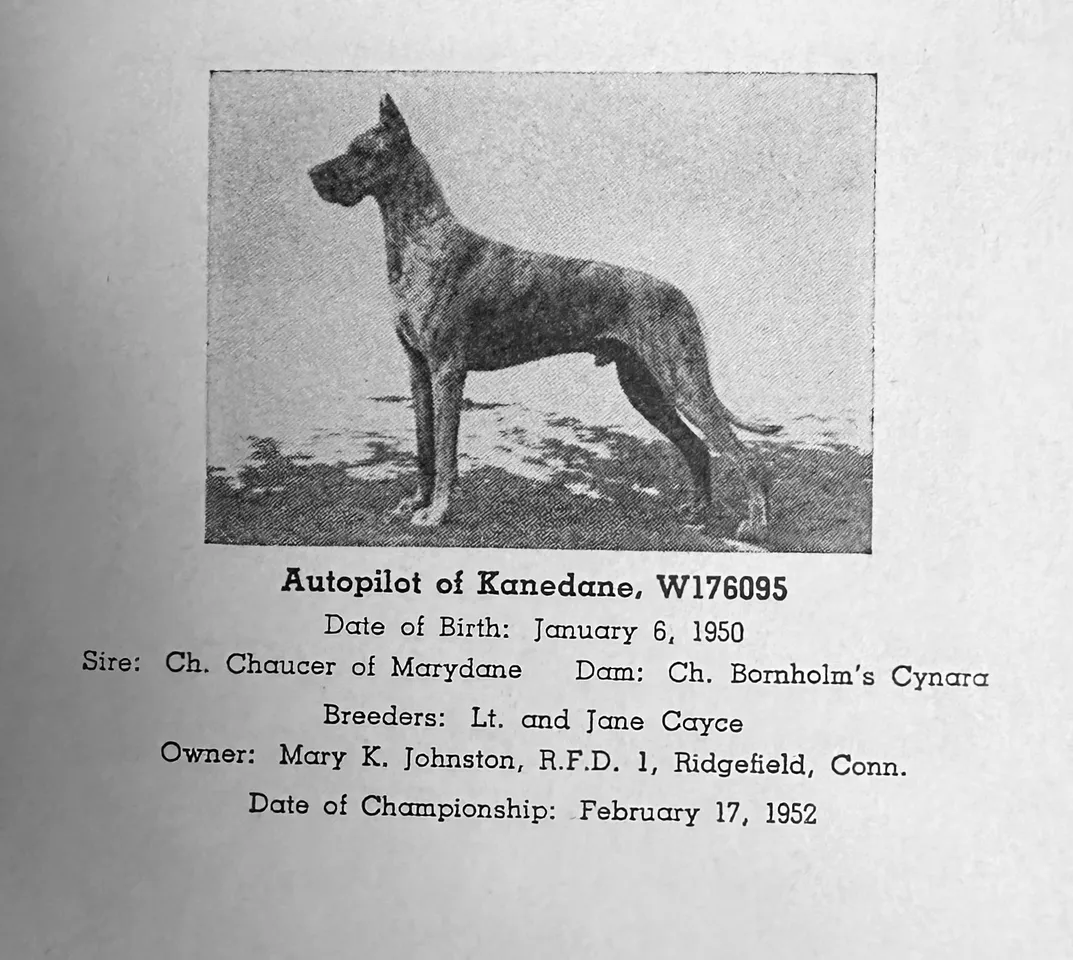 Autopilot of Kanedane, W176095
Date of Birth: January 6, 1950
Sire: Ch. Chaucer of Marydane Dam: Ch. Bornholm's Cynara
Breeders: Lt. and Jane Cayce
Owner: Mary K. Johnston, R.F.D. 1, Ridgefield, Conn.
Date of Championship: February 17, 1952